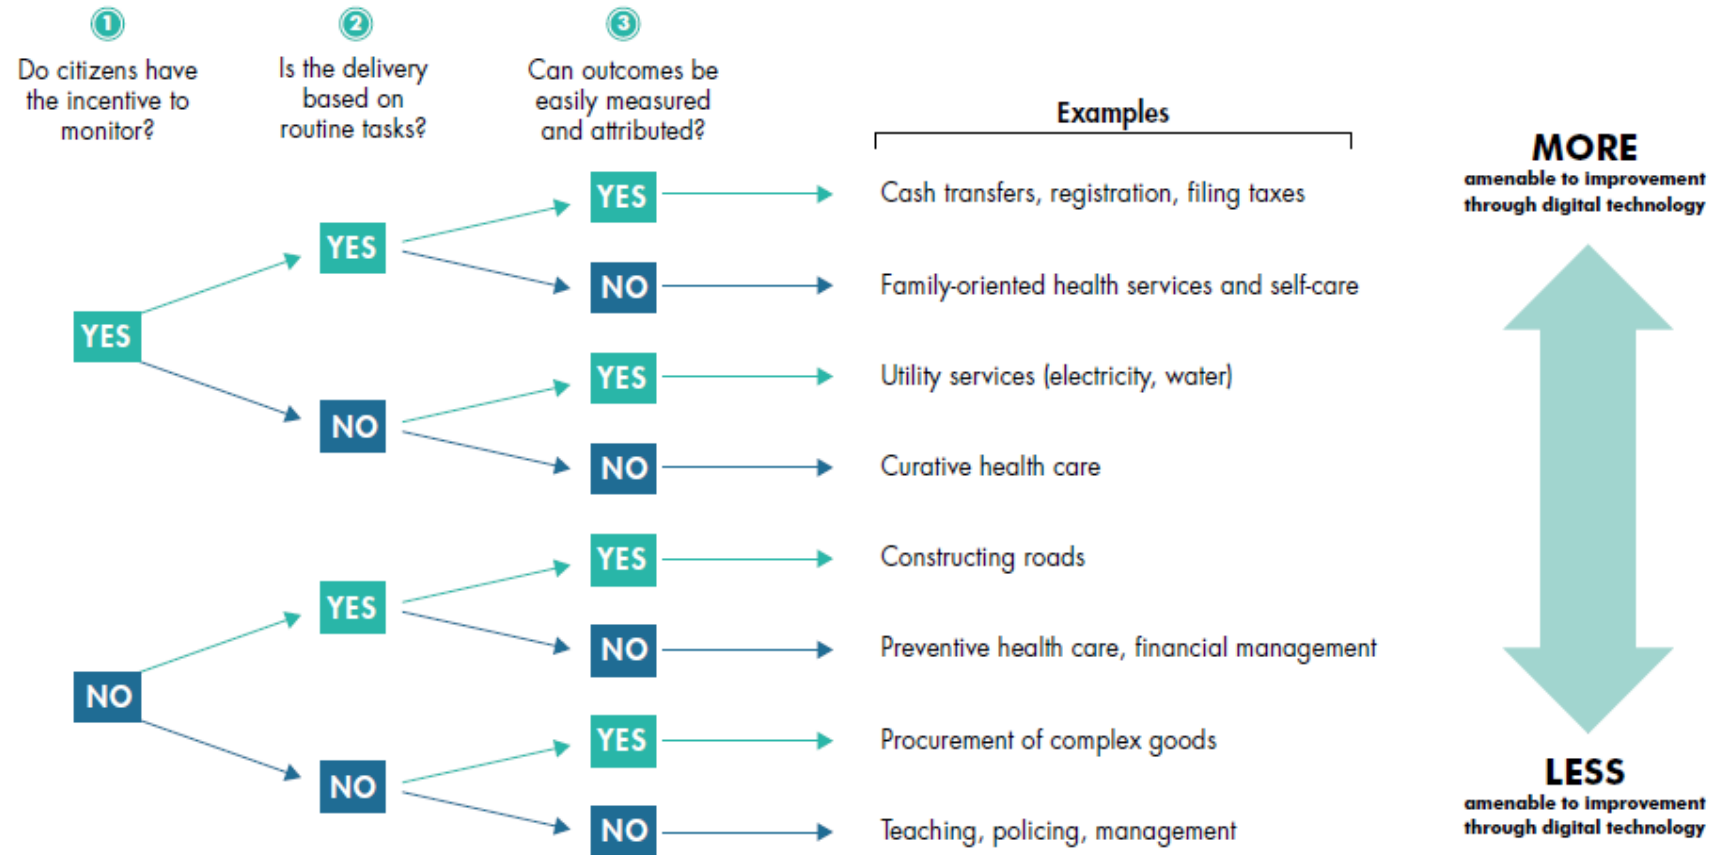 1
Do citizens have
the incentive to
monitor?
2
Is the delivery
based on
routine tasks?
3
Can outcomes be
easily measured
and attributed?
Examples
MORE
amenable to improvement
through digital technology
YES
Cash transfers, registration, filing taxes
YES
NO
Family-oriented health services and self-care
YES
YES
Utility services (electricity, water)
NO
NO
Curative health care
YES
Constructing roads
YES
NO
Preventive health care, financial management
NO
YES
Procurement of complex goods
NO
NO
Teaching, policing, management
LESS
amenable to improvement
through digital technology